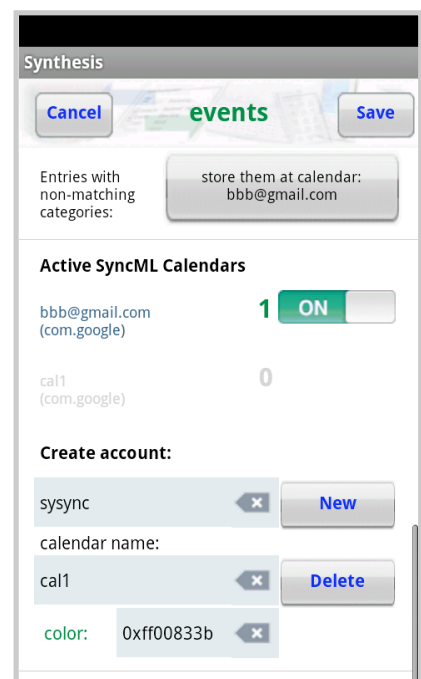 Synthesis
Cancel
events
Save
Entries with
non-matching
categories:
store them at calendar:
bbb@gmail.com
Active SyncML Calendars
bbb@gmail.com
(com.google)
1
ON
cal1
(com.google)
0
Create account:
sysync
New
calendar name:
cal1
Delete
color:
0xff00833b